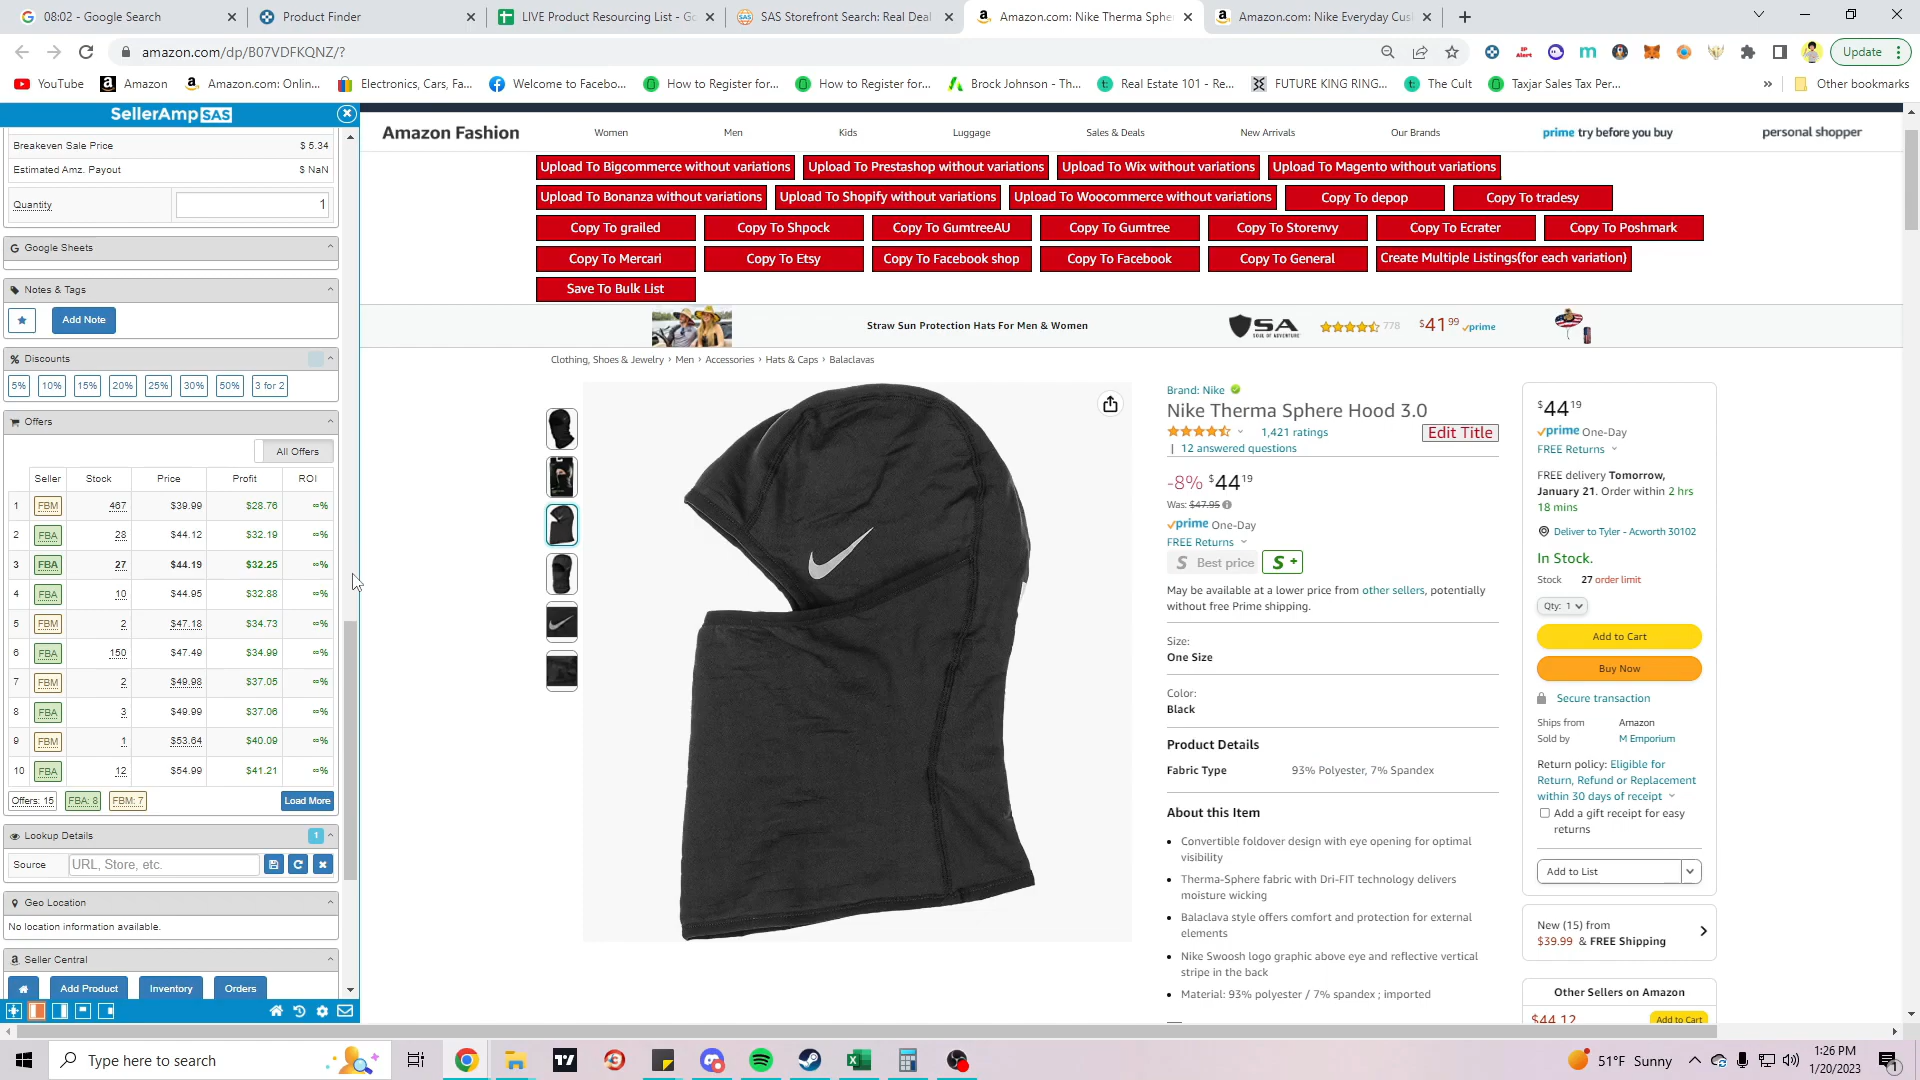 08:02 - Google Search
Product Finder
LIVE Product Resourcing List - Go
SAS Storefront Search: Real Deal
Amazon.com: Nike Therma Sphe
Amazon.com: Nike Everyday Cus
amazon.com/dp/B07VDFKQNZ/?
Update
YouTube
Amazon
Amazon.com: Onlin...
Electronics, Cars, Fa...
Welcome to Facebo...
How to Register for...
How to Register for...
Brock Johnson - Th...
Real Estate 101 - Re...
FUTURE KING RING...
The Cult
Taxjar Sales Tax Per...
Other bookmarks
SellerAmp SAS
Breakeven Sale Price $ 5.34
Estimated Amz. Payout $ NaN
Quantity 1
Google Sheets
Notes & Tags
Add Note
Discounts
5% 10% 15% 20% 25% 30% 50% 3 for 2
Offers
All Offers
Seller Stock Price Profit ROI
1 FBM 467 $39.99 $28.76 ∞%
2 FBA 28 $44.12 $32.19 ∞%
3 FBA 27 $44.19 $32.25 ∞%
4 FBA 10 $44.95 $32.88 ∞%
5 FBM 2 $47.18 $34.73 ∞%
6 FBA 150 $47.49 $34.99 ∞%
7 FBM 2 $49.98 $37.05 ∞%
8 FBA 3 $49.99 $37.06 ∞%
9 FBM 1 $53.64 $40.09 ∞%
10 FBA 12 $54.99 $41.21 ∞%
Offers: 15 FBA: 8 FBM: 7 Load More
Lookup Details 1
Source URL, Store, etc.
Geo Location
No location information available.
Seller Central
Add Product Inventory Orders
Amazon Fashion
Women
Men
Kids
Luggage
Sales & Deals
New Arrivals
Our Brands
prime try before you buy
personal shopper
Upload To Bigcommerce without variations
Upload To Prestashop without variations
Upload To Wix without variations
Upload To Magento without variations
Upload To Bonanza without variations
Upload To Shopify without variations
Upload To Woocommerce without variations
Copy To depop
Copy To tradesy
Copy To grailed
Copy To Shpock
Copy To GumtreeAU
Copy To Gumtree
Copy To Storenvy
Copy To Ecrater
Copy To Poshmark
Copy To Mercari
Copy To Etsy
Copy To Facebook shop
Copy To Facebook
Copy To General
Create Multiple Listings(for each variation)
Save To Bulk List
Straw Sun Protection Hats For Men & Women
SA
778
$41 99 prime
Clothing, Shoes & Jewelry › Men › Accessories › Hats & Caps › Balaclavas
Brand: Nike
Nike Therma Sphere Hood 3.0
1,421 ratings
Edit Title
| 12 answered questions
-8% $44 19
Was: $47.95
prime One-Day
FREE Returns
S Best price
S +
May be available at a lower price from other sellers, potentially
without free Prime shipping.
Size:
One Size
Color:
Black
Product Details
Fabric Type 93% Polyester, 7% Spandex
About this Item
Convertible foldover design with eye opening for optimal
visibility
Therma-Sphere fabric with Dri-FIT technology delivers
moisture wicking
Balaclava style offers comfort and protection for external
elements
Nike Swoosh logo graphic above eye and reflective vertical
stripe in the back
Material: 93% polyester / 7% spandex ; imported
$44 19
prime One-Day
FREE Returns
FREE delivery Tomorrow,
January 21. Order within 2 hrs
18 mins
Deliver to Tyler - Acworth 30102
In Stock.
Stock 27 order limit
Qty: 1
Add to Cart
Buy Now
Secure transaction
Ships from Amazon
Sold by M Emporium
Return policy: Eligible for
Return, Refund or Replacement
within 30 days of receipt
Add a gift receipt for easy
returns
Add to List
New (15) from
$39.99 & FREE Shipping
Other Sellers on Amazon
$44.12
Add to Cart
Type here to search
51°F Sunny
1:26 PM
1/20/2023
1